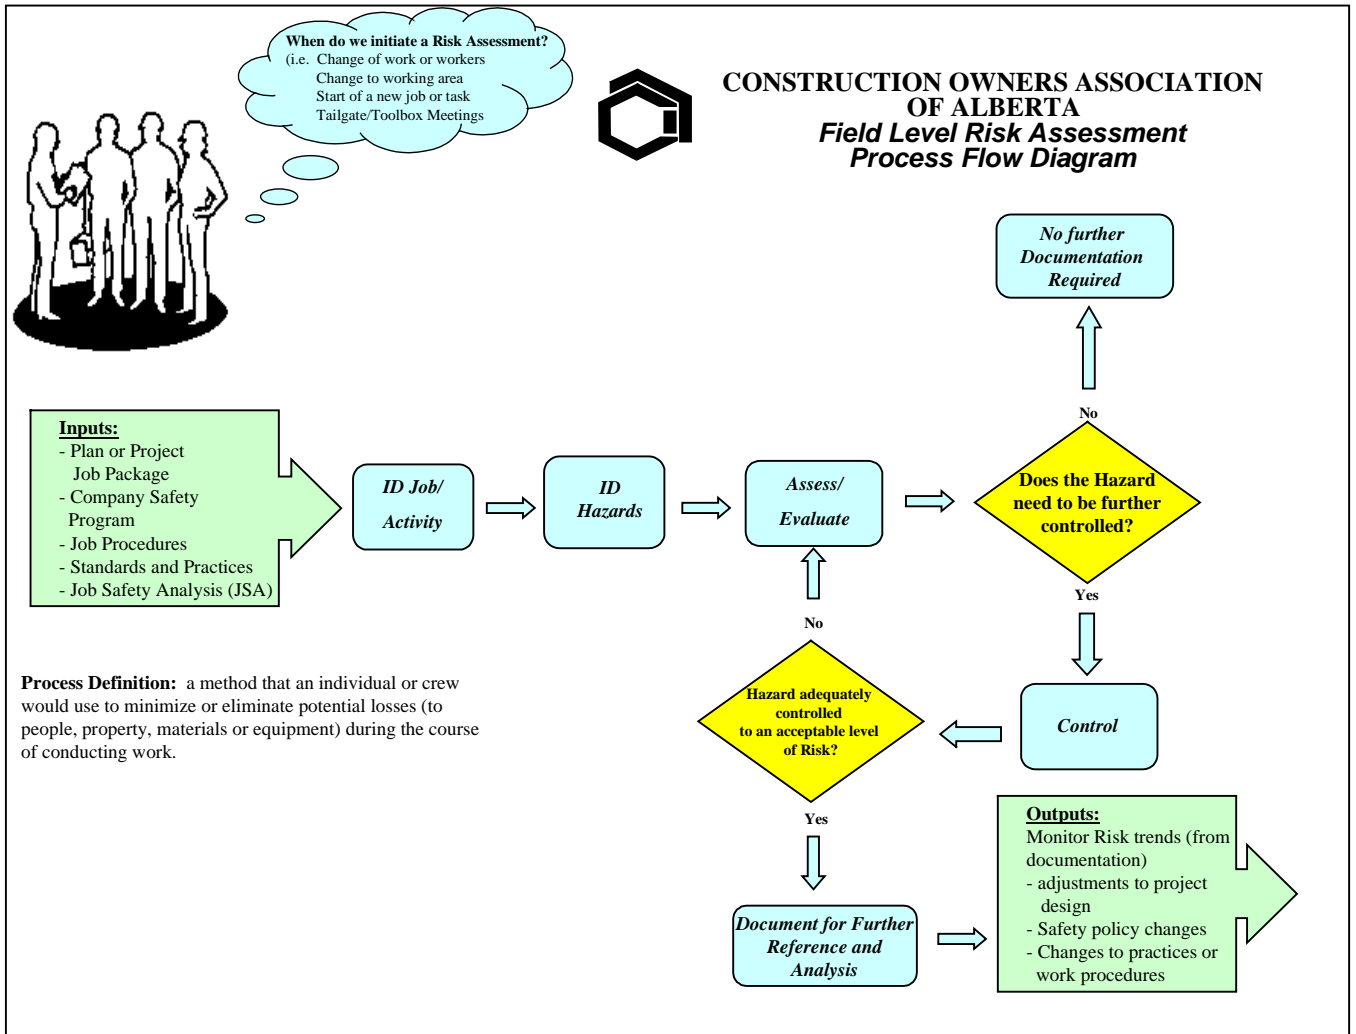 When do we initiate a Risk Assessment?
(i.e.  Change of work or workers
Change to working area
Start of a new job or task
Tailgate/Toolbox Meetings
CONSTRUCTION OWNERS ASSOCIATION
OF ALBERTA
Field Level Risk Assessment
Process Flow Diagram
No further
Documentation
Required
No
Inputs:
- Plan or Project
Job Package
- Company Safety
Program
- Job Procedures
- Standards and Practices
- Job Safety Analysis (JSA)
ID Job/
Activity
ID
Hazards
Assess/
Evaluate
Does the Hazard
need to be further
controlled?
Yes
No
Process Definition:  a method that an individual or crew
would use to minimize or eliminate potential losses (to
people, property, materials or equipment) during the course
of conducting work.
Hazard adequately
controlled
to an acceptable level
of Risk?
Control
Yes
Document for Further
Reference and
Analysis
Outputs:
Monitor Risk trends (from
documentation)
- adjustments to project
design
- Safety policy changes
- Changes to practices or
work procedures